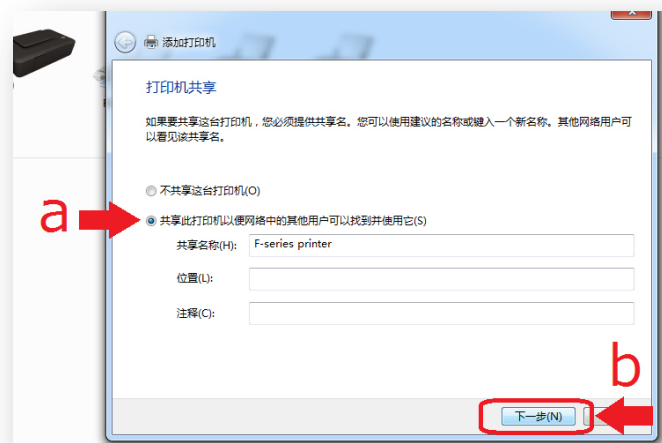 添加打印机
打印机共享
如果要共享这台打印机，您必须提供共享名。您可以使用建议的名称或键入一个新名称。其他网络用户可
以看见该共享名。
不共享这台打印机(O)
a
共享此打印机以便网络中的其他用户可以找到并使用它(S)
共享名称(H):
F-series printer
位置(L):
注释(C):
b
下一步(N)